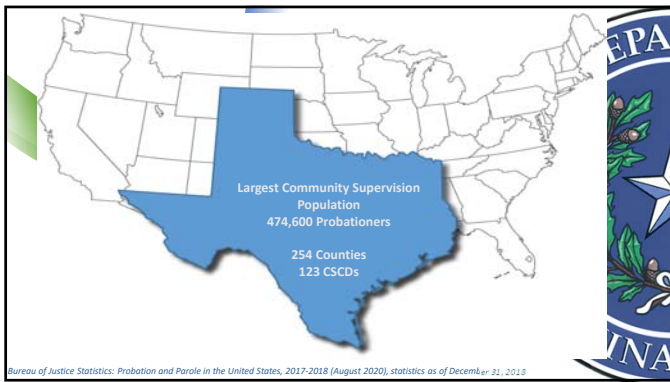 Largest Community Supervision
Population
474,600 Probationers
254 Counties
123 CSCDs
EPA
INA
Bureau of Justice Statistics: Probation and Parole in the United States, 2017-2018 (August 2020), statistics as of December 31, 2018